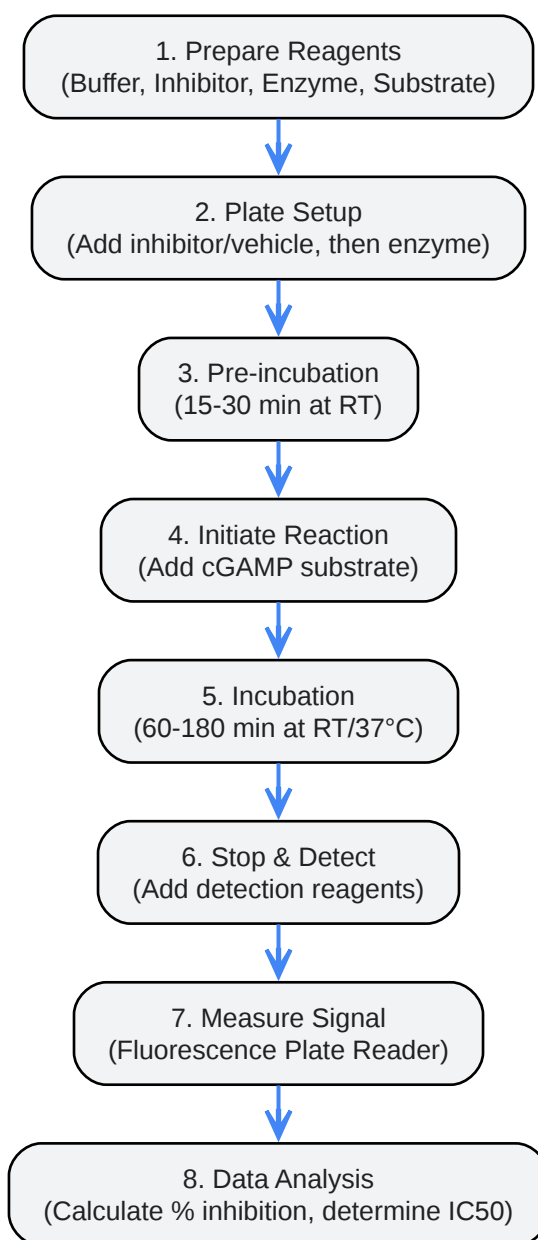 1. Prepare Reagents
(Buffer, Inhibitor, Enzyme, Substrate)
2. Plate Setup
(Add inhibitor/vehicle, then enzyme)
3. Pre-incubation
(15-30 min at RT)
4. Initiate Reaction
(Add cGAMP substrate)
5. Incubation
(60-180 min at RT/37°C)
6. Stop & Detect
(Add detection reagents)
7. Measure Signal
(Fluorescence Plate Reader)
8. Data Analysis
(Calculate % inhibition, determine IC50)